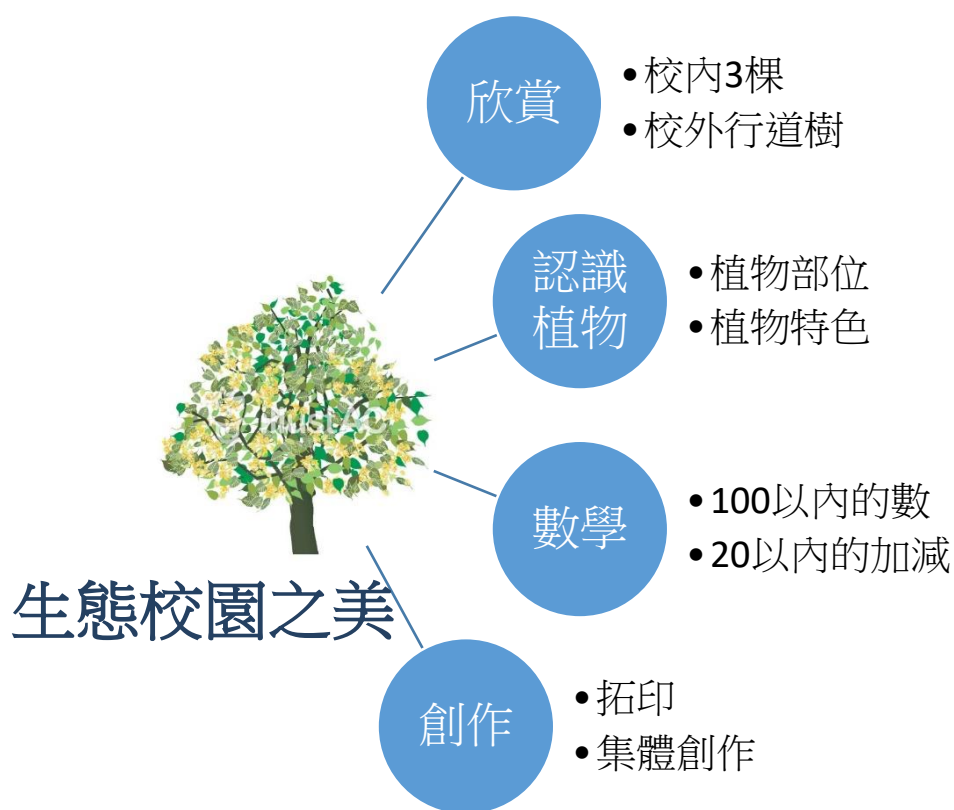 欣賞
•校內3棵
•校外行道樹
認識
植物
•植物部位
•植物特色
數學
•100以內的數
•20以內的加減
生態校園之美
創作
•拓印
•集體創作